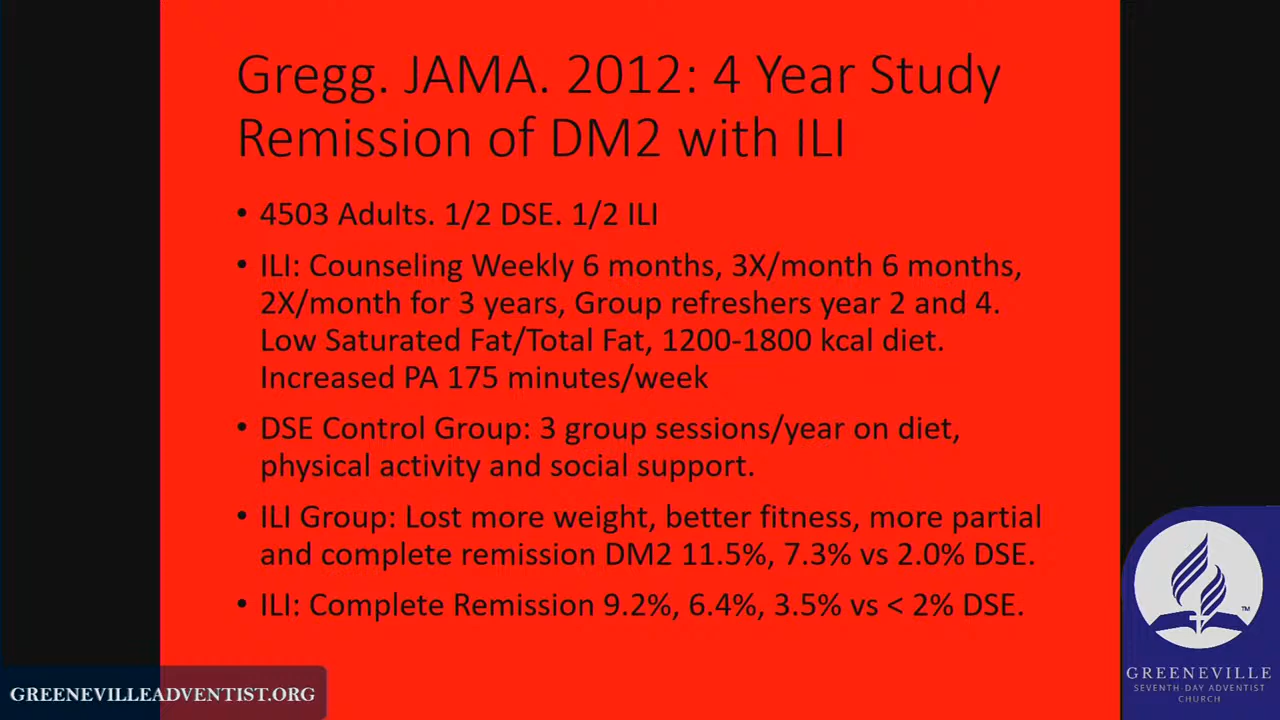 Gregg. JAMA. 2012: 4 Year Study
Remission of DM2 with ILI
• 4503 Adults. 1/2 DSE. 1/2 ILI
• ILI: Counseling Weekly 6 months, 3X/month 6 months,
2X/month for 3 years, Group refreshers year 2 and 4.
Low Saturated Fat/Total Fat, 1200-1800 kcal diet.
Increased PA 175 minutes/week
• DSE Control Group: 3 group sessions/year on diet,
physical activity and social support.
• ILI Group: Lost more weight, better fitness, more partial
and complete remission DM2 11.5%, 7.3% vs 2.0% DSE.
• ILI: Complete Remission 9.2%, 6.4%, 3.5% vs < 2% DSE.
GREENEVILLEADVENTIST.ORG
TM
GREENEVILLE
SEVENTH-DAY ADVENTIST
CHURCH